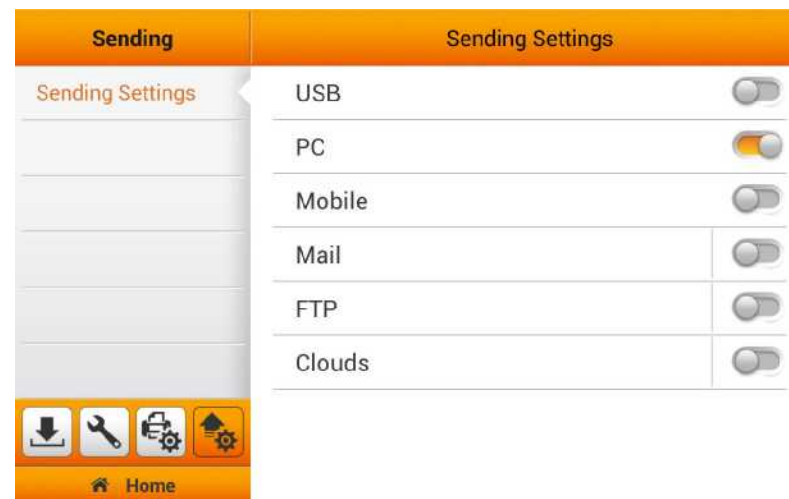 Sending
Sending Settings
Sending Settings
USB
PC
Mobile
Mail
FTP
Clouds
Home